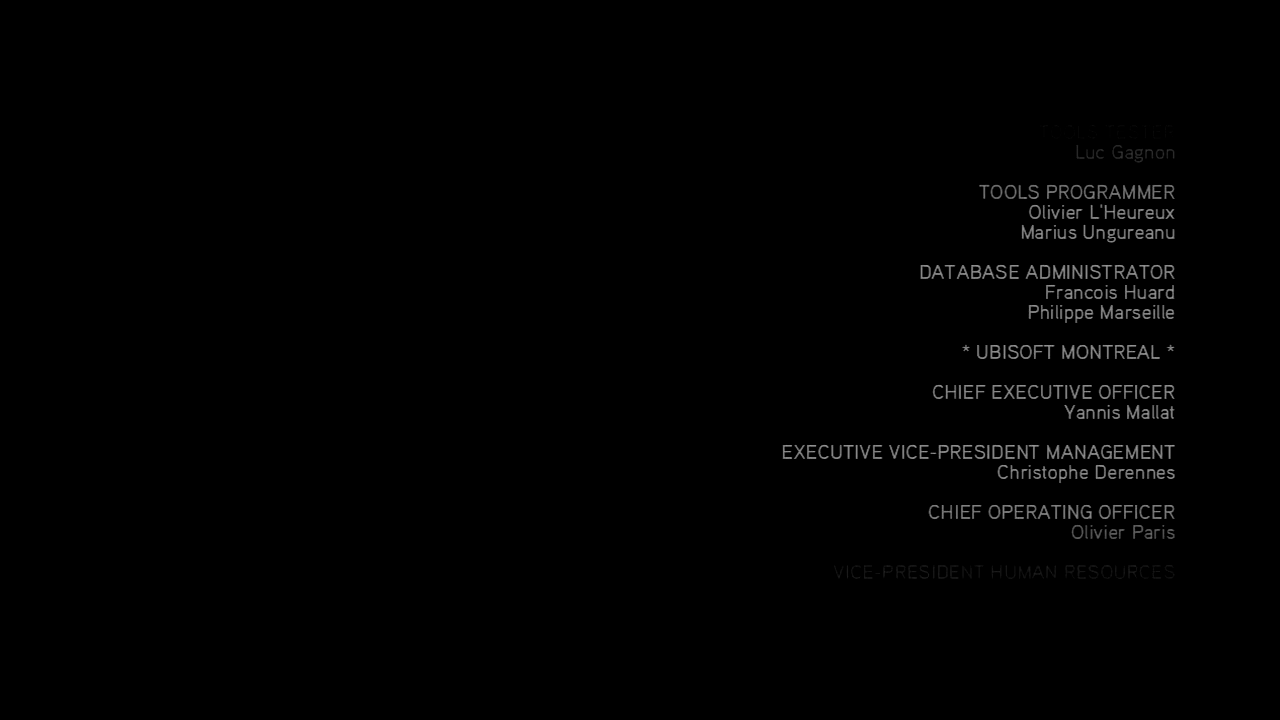 Luc Gagnon
TOOLS PROGRAMMER
Olivier L'Heureux
Marius Ungureanu
DATABASE ADMINISTRATOR
Francois Huard
Philippe Marseille
* UBISOFT MONTREAL *
CHIEF EXECUTIVE OFFICER
Yannis Mallat
EXECUTIVE VICE-PRESIDENT MANAGEMENT
Christophe Derennes
CHIEF OPERATING OFFICER
Olivier Paris
VICE-PRESIDENT HUMAN RESOURCES